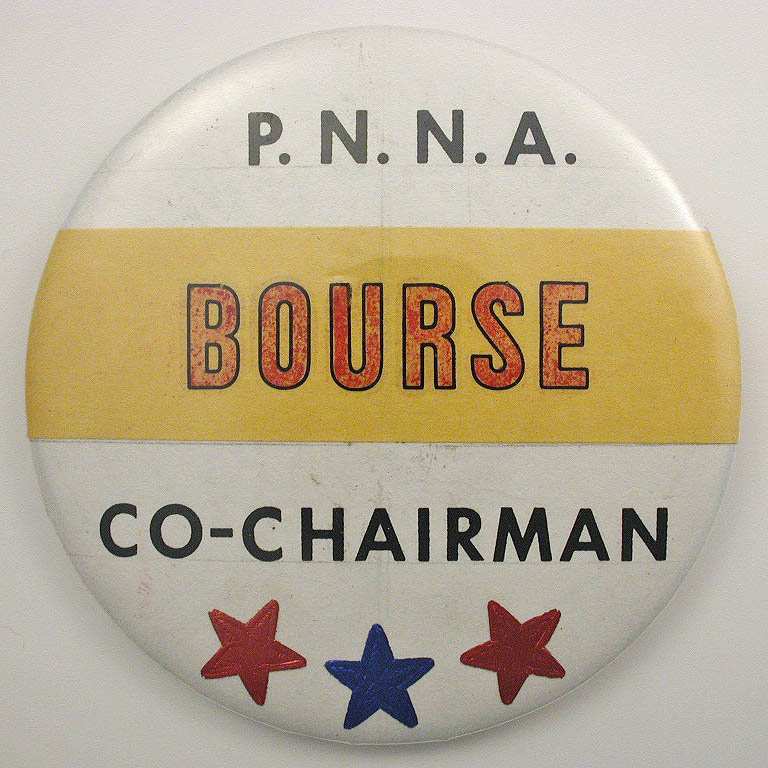 P. N. N. A.
BOURSE
CO-CHAIRMAN